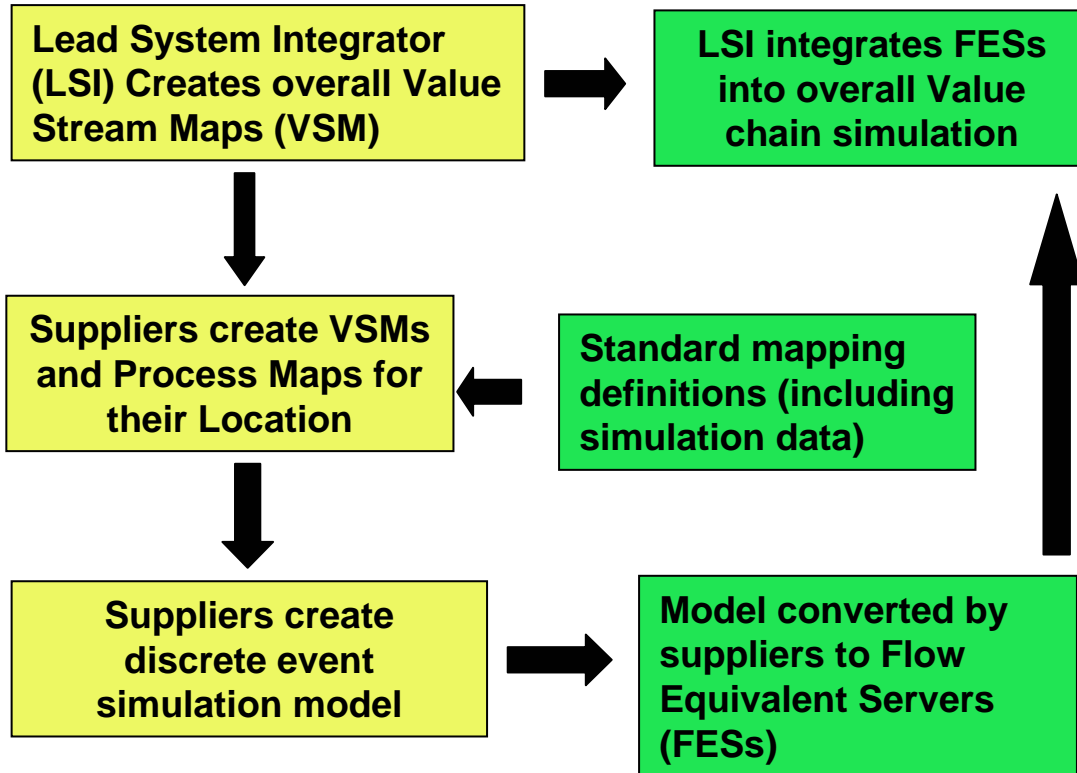 Lead System Integrator
(LSI) Creates overall Value
Stream Maps (VSM)
LSI integrates FESs
into overall Value
chain simulation
Suppliers create VSMs
and Process Maps for
their Location
Standard mapping
definitions (including
simulation data)
Suppliers create
discrete event
simulation model
Model converted by
suppliers to Flow
Equivalent Servers
(FESs)